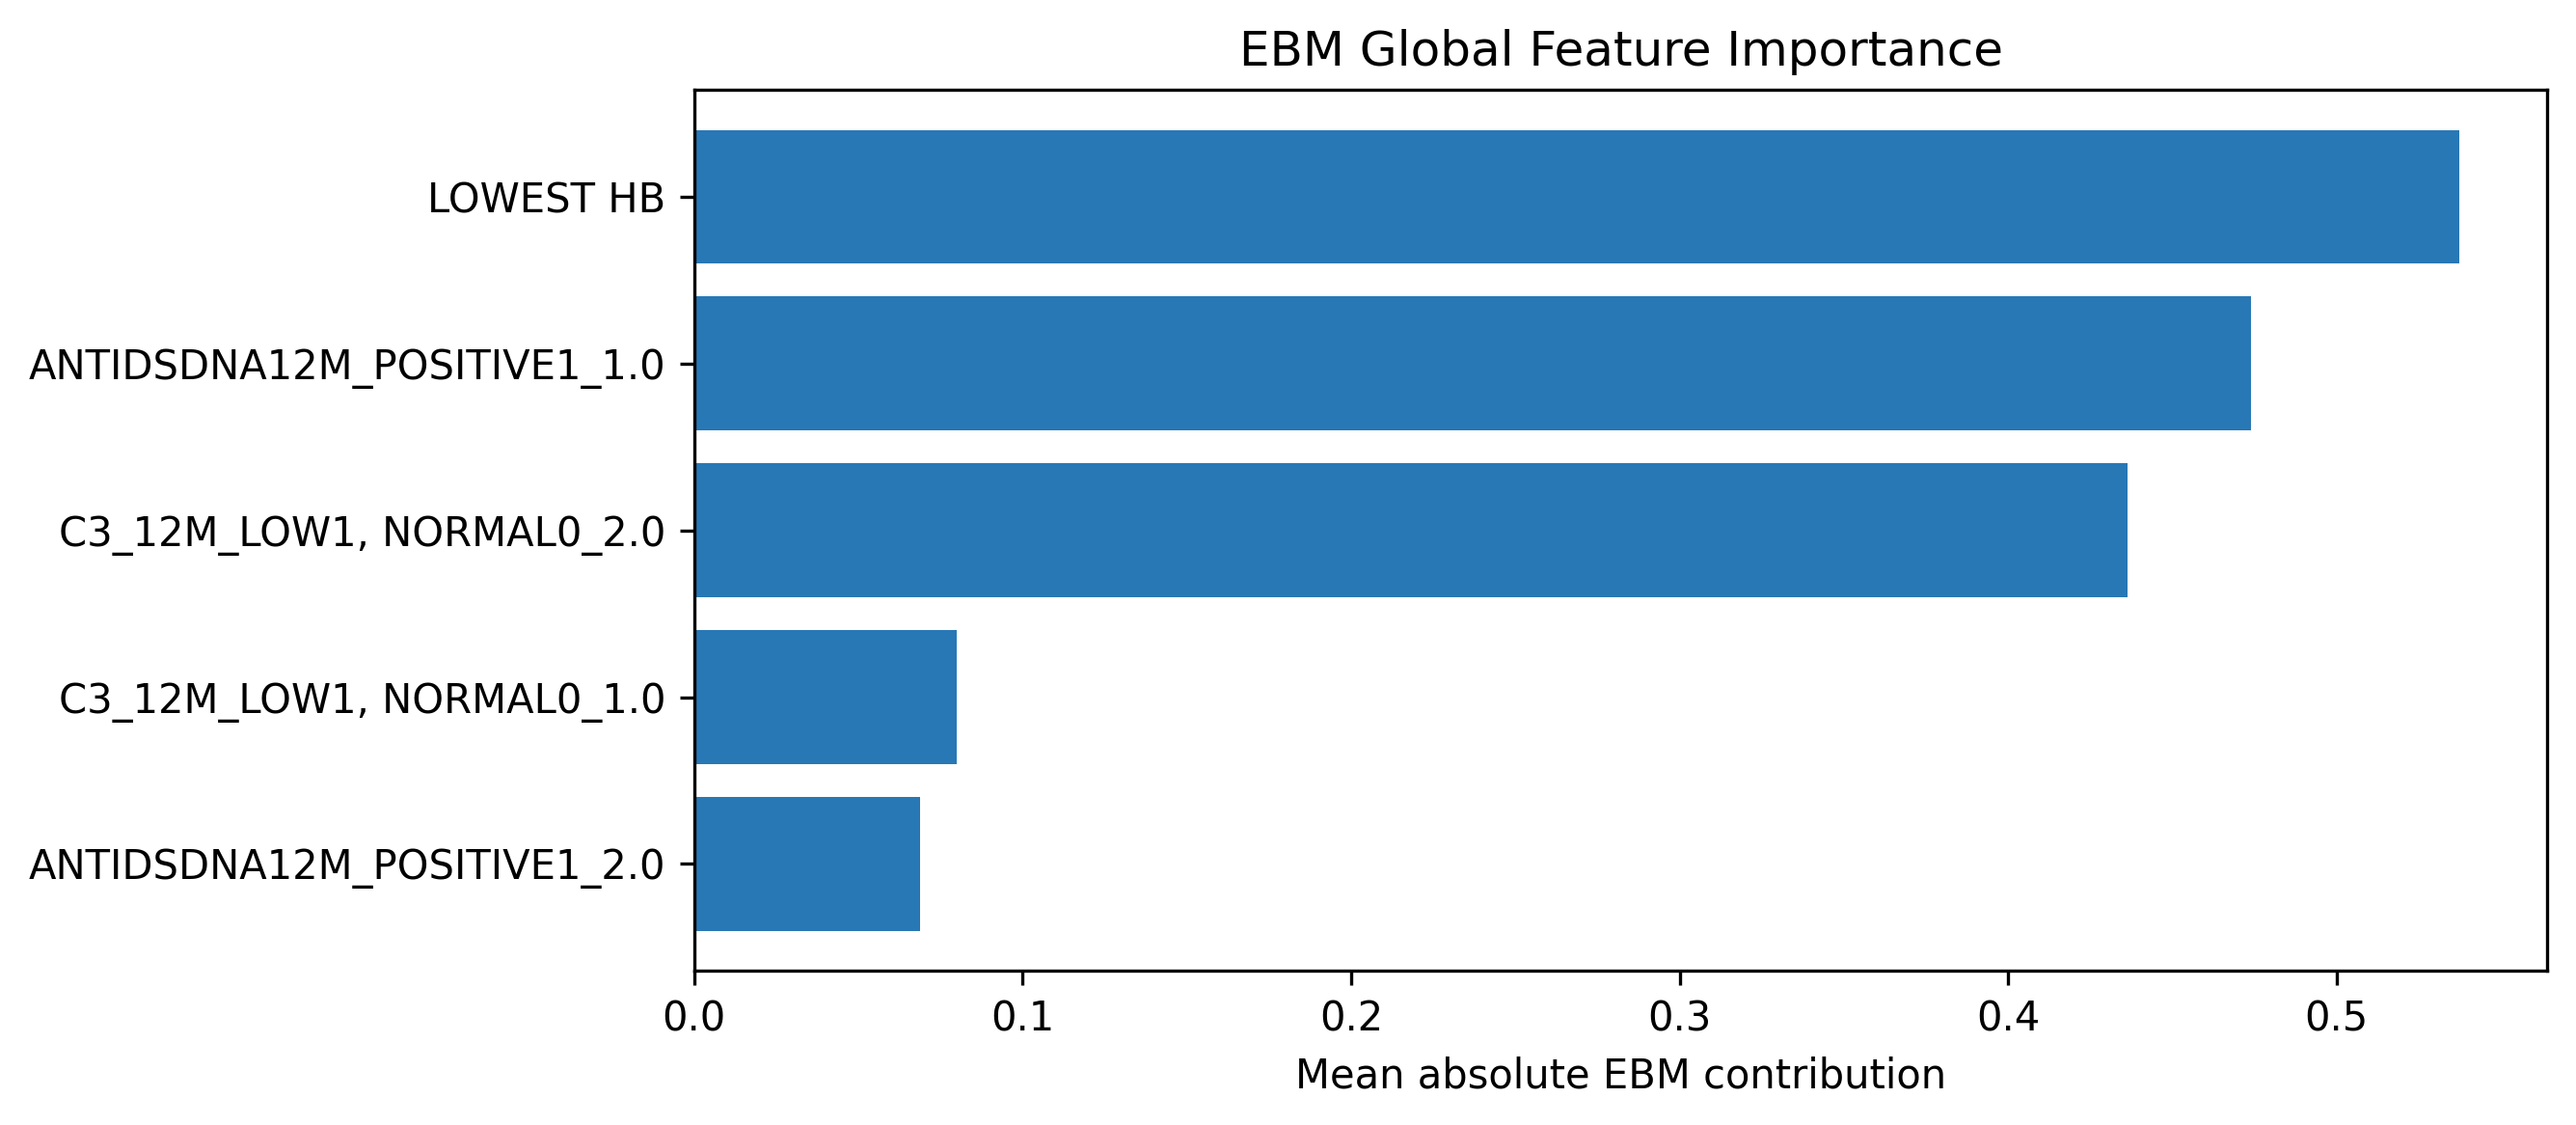 EBM Global Feature Importance
LOWEST HB
ANTIDSDNA12M_POSITIVE1_1.0
C3_12M_LOW1, NORMAL0_2.0
C3_12M_LOW1, NORMAL0_1.0
ANTIDSDNA12M_POSITIVE1_2.0
0.0 0.1 0.2 0.3 0.4 0.5
Mean absolute EBM contribution